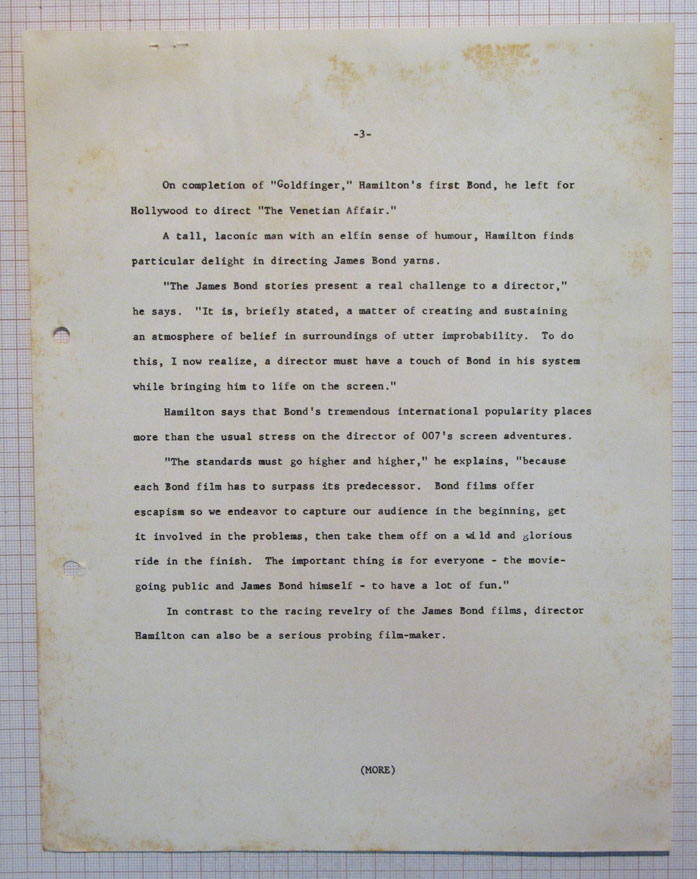 -3-
On completion of "Goldfinger," Hamilton's first Bond, he left for
Hollywood to direct "The Venetian Affair."
A tall, laconic man with an elfin sense of humour, Hamilton finds
particular delight in directing James Bond yarns.
"The James Bond stories present a real challenge to a director,"
he says.  "It is, briefly stated, a matter of creating and sustaining
an atmosphere of belief in surroundings of utter improbability.  To do
this, I now realize, a director must have a touch of Bond in his system
while bringing him to life on the screen."
Hamilton says that Bond's tremendous international popularity places
more than the usual stress on the director of 007's screen adventures.
"The standards must go higher and higher," he explains, "because
each Bond film has to surpass its predecessor.  Bond films offer
escapism so we endeavor to capture our audience in the beginning, get
it involved in the problems, then take them off on a wild and glorious
ride in the finish.  The important thing is for everyone - the movie-
going public and James Bond himself - to have a lot of fun."
In contrast to the racing revelry of the James Bond films, director
Hamilton can also be a serious probing film-maker.
(MORE)